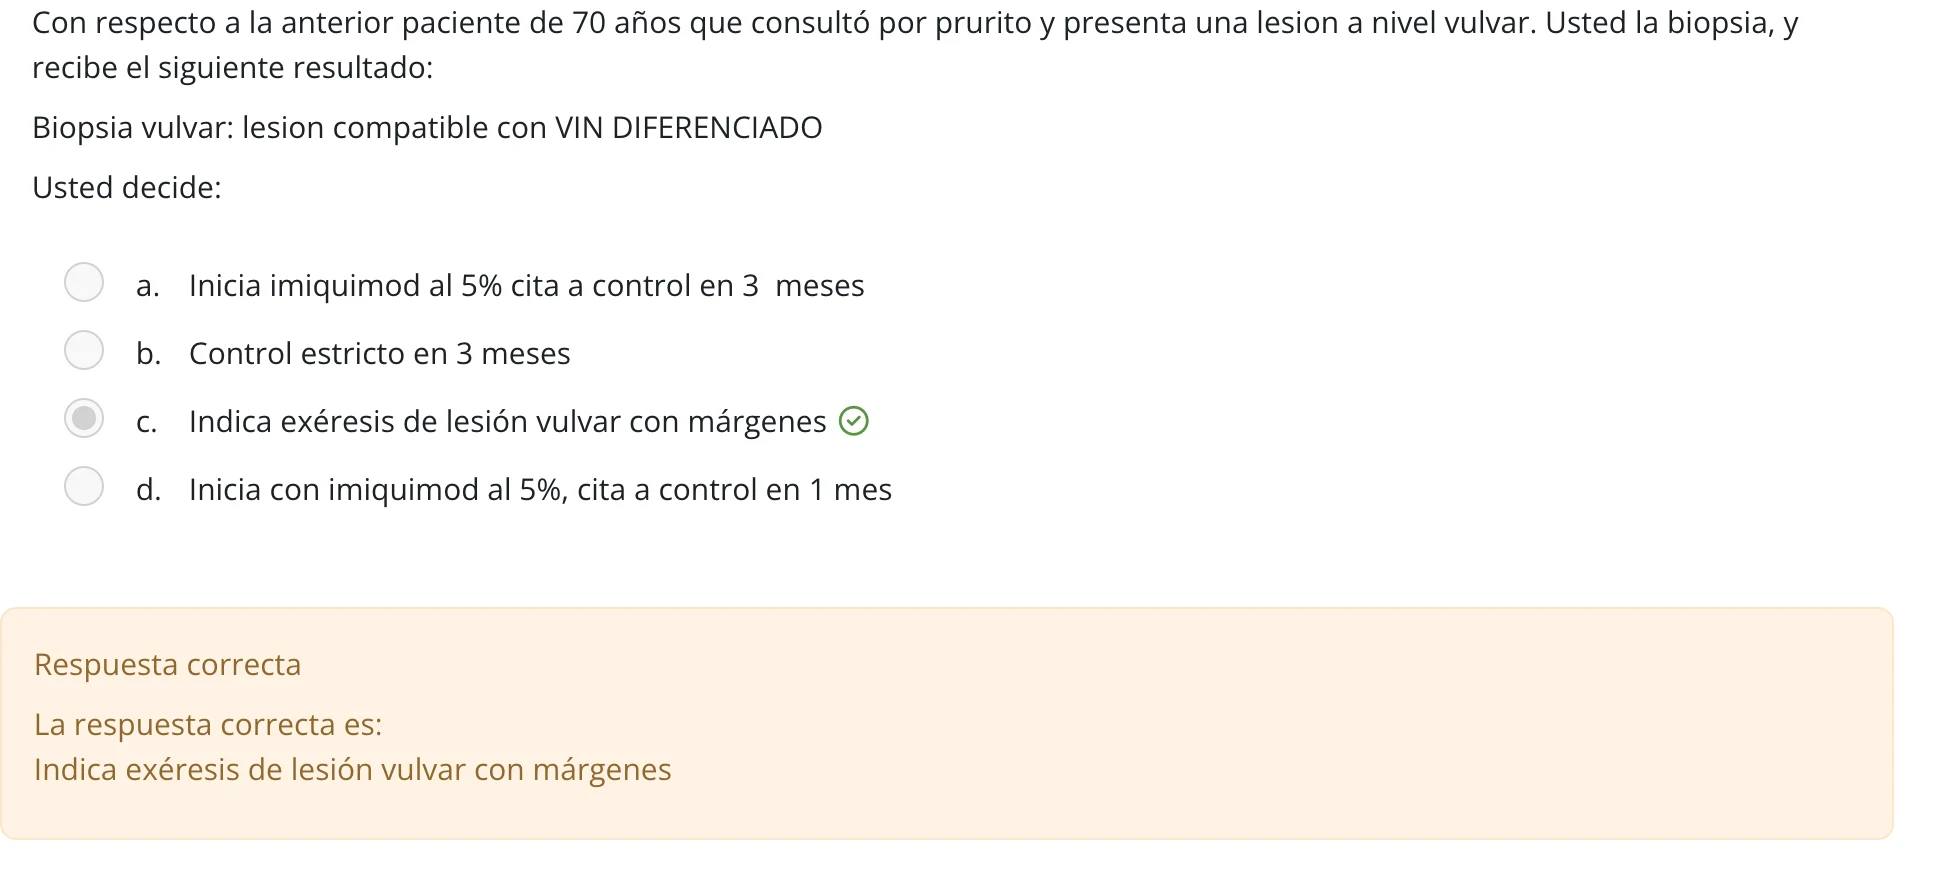 Con respecto a la anterior paciente de 70 años que consultó por prurito y presenta una lesion a nivel vulvar. Usted la biopsia, y
recibe el siguiente resultado:
Biopsia vulvar: lesion compatible con VIN DIFERENCIADO
Usted decide:
a. Inicia imiquimod al 5% cita a control en 3  meses
b. Control estricto en 3 meses
c. Indica exéresis de lesión vulvar con márgenes
d. Inicia con imiquimod al 5%, cita a control en 1 mes
Respuesta correcta
La respuesta correcta es:
Indica exéresis de lesión vulvar con márgenes